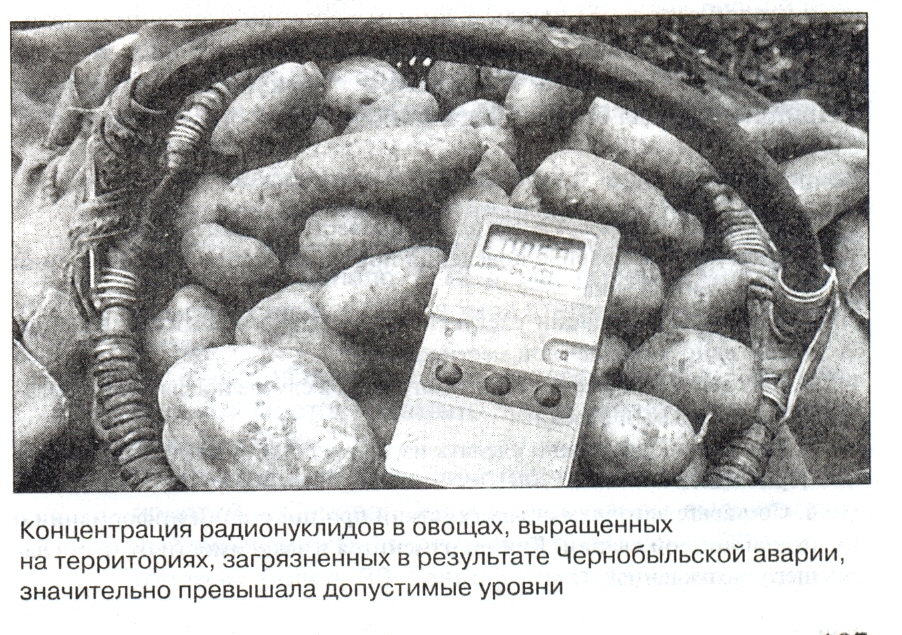 Концентрация радионуклидов в овощах, выращенных
на территориях, загрязненных в результате Чернобыльской аварии,
значительно превышала допустимые уровни